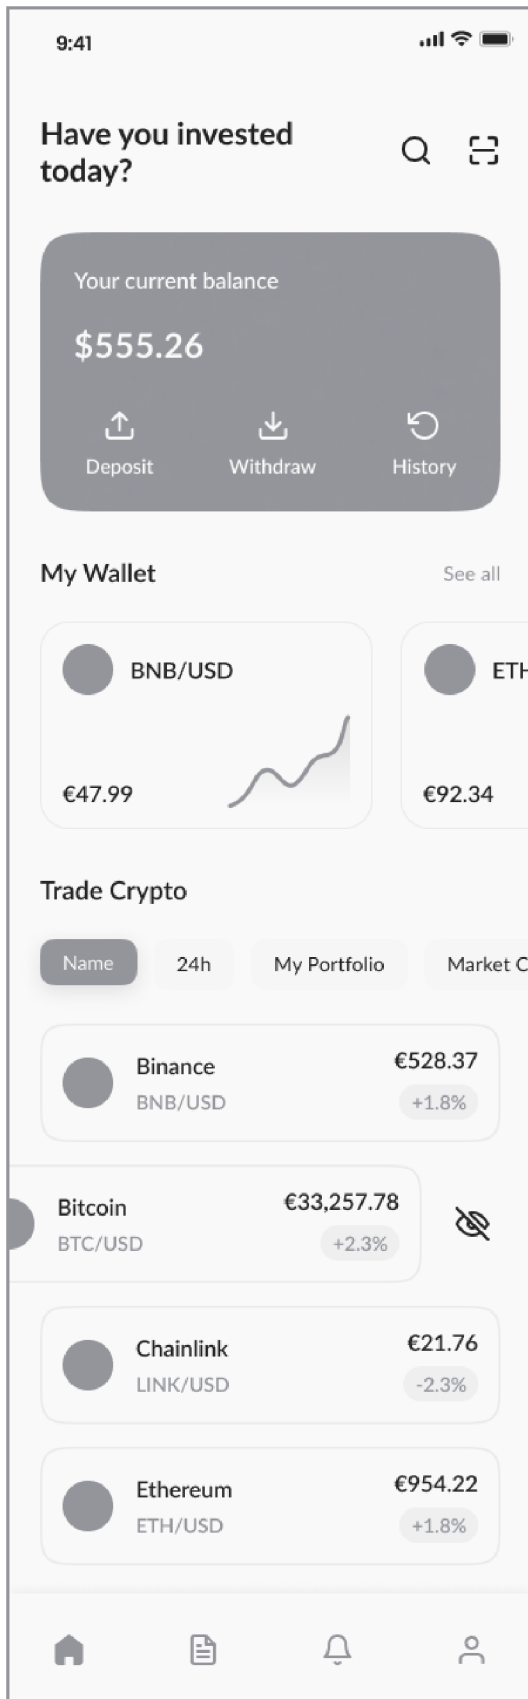 9:41
Have you invested
today?
Your current balance
$555.26
Deposit Withdraw History
My Wallet See all
BNB/USD ETH
€47.99 €92.34
Trade Crypto
Name 24h My Portfolio Market C
Binance €528.37
BNB/USD +1.8%
Bitcoin €33,257.78
BTC/USD +2.3%
Chainlink €21.76
LINK/USD -2.3%
Ethereum €954.22
ETH/USD +1.8%